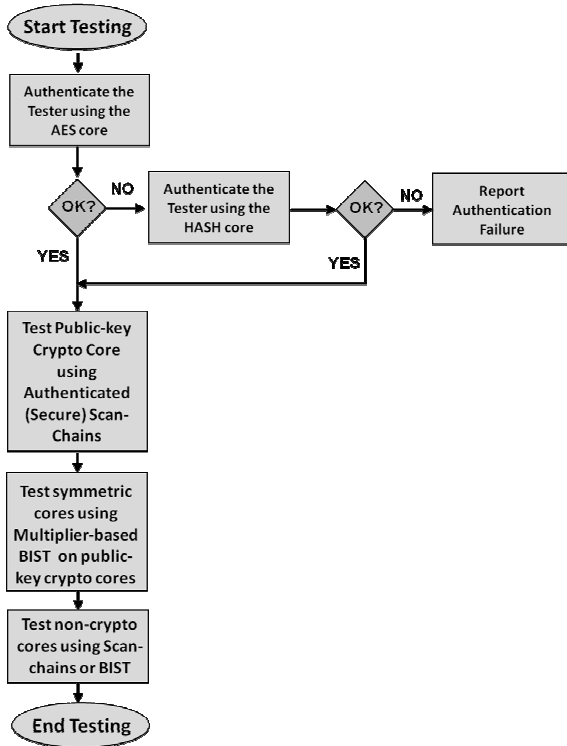 Start Testing
Authenticate the
Tester using the
AES core
OK?
NO
Authenticate the
Tester using the
HASH core
OK?
NO
Report
Authentication
Failure
YES
YES
Test Public-key
Crypto Core
using
Authenticated
(Secure) Scan-
Chains
Test symmetric
cores using
Multiplier-based
BIST on public-
key crypto cores
Test non-crypto
cores using Scan-
chains or BIST
End Testing